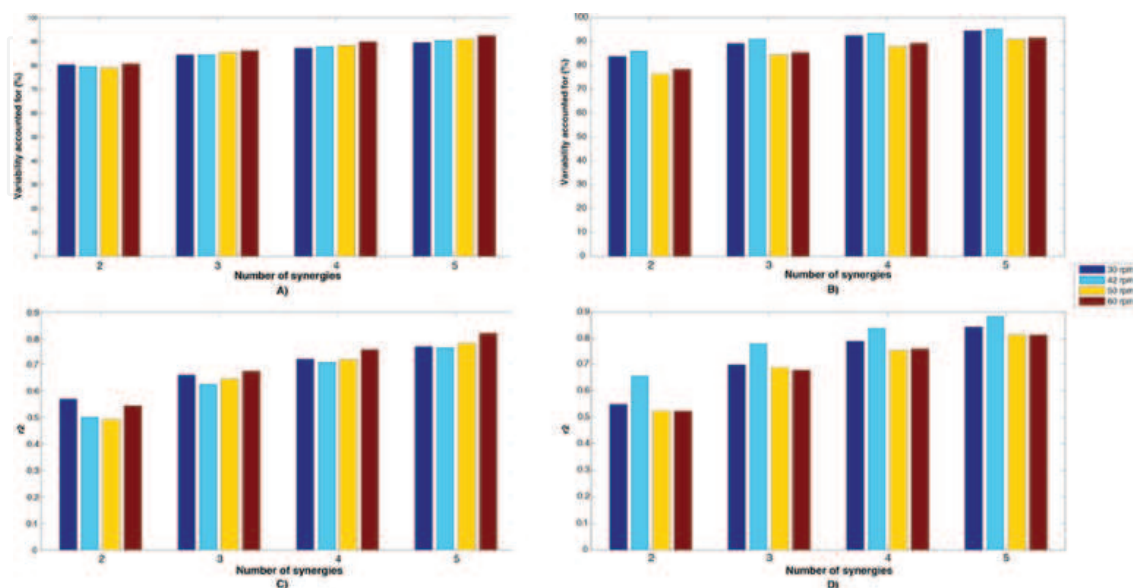 Variability accounted for (%)
100
90
80
70
60
50
40
30
20
10
0
2 3 4 5
Number of synergies
A)
Variability accounted for (%)
100
90
80
70
60
50
40
30
20
10
0
2 3 4 5
Number of synergies
B)
30 rpm
42 rpm
50 rpm
60 rpm
r2
0.9
0.8
0.7
0.6
0.5
0.4
0.3
0.2
0.1
0
2 3 4 5
Number of synergies
C)
r2
0.9
0.8
0.7
0.6
0.5
0.4
0.3
0.2
0.1
0
2 3 4 5
Number of synergies
D)